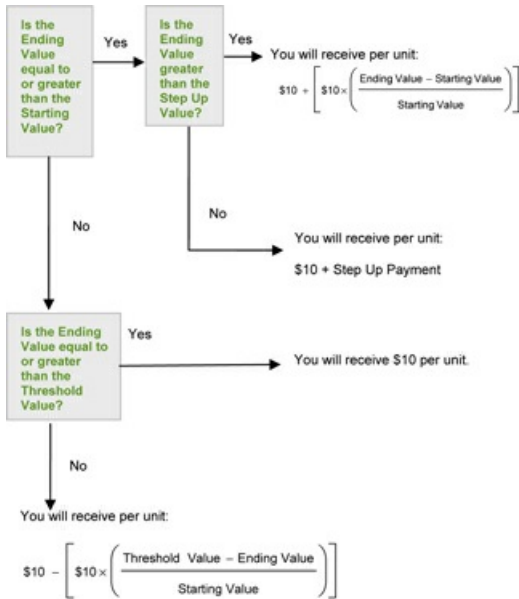 Is the
Ending
Value
equal to
or greater
than the
Starting
Value?
Yes
Is the
Ending
Value
greater
than the
Step Up
Value?
Yes
You will receive per unit:
$10 + [ $10 × ( Ending Value – Starting Value
Starting Value ) ]
No
No
You will receive per unit:
$10 + Step Up Payment
Is the Ending
Value equal to
or greater
than the
Threshold
Value?
Yes
You will receive $10 per unit.
No
You will receive per unit:
$10 – [ $10 × ( Threshold Value – Ending Value
Starting Value ) ]